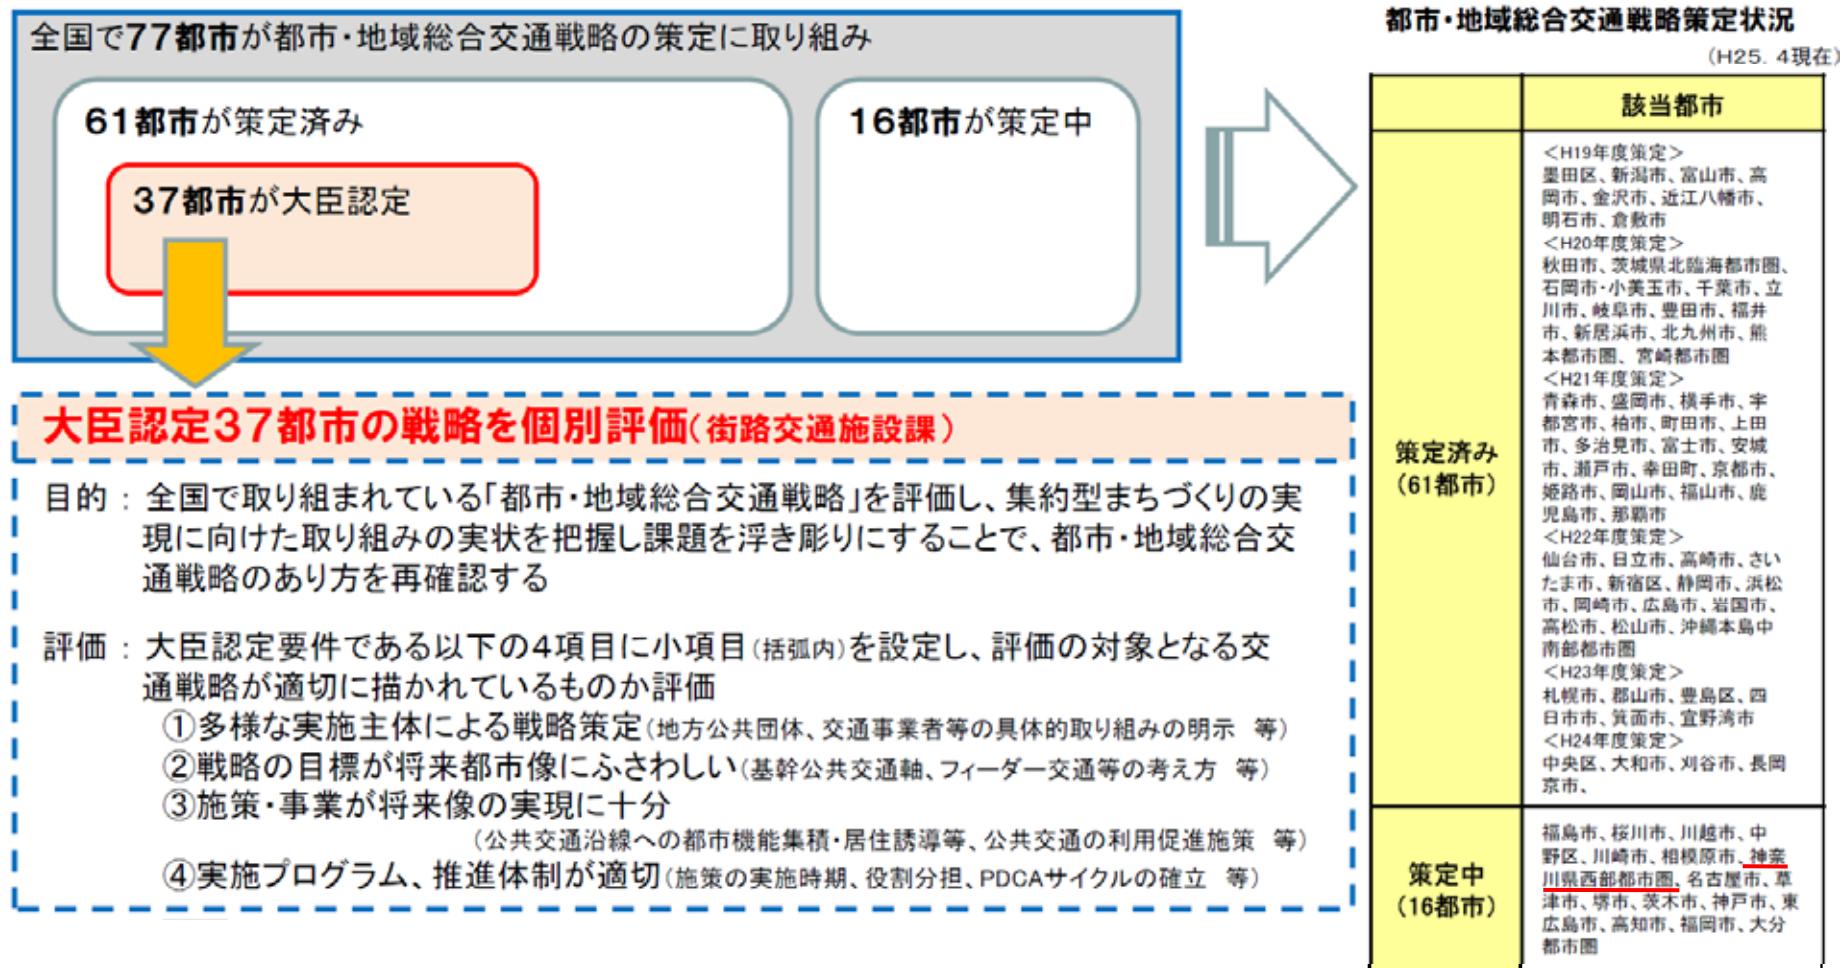 全国で77都市が都市・地域総合交通戦略の策定に取り組み
61都市が策定済み
37都市が大臣認定
16都市が策定中
大臣認定37都市の戦略を個別評価(街路交通施設課)
目的 : 全国で取り組まれている「都市・地域総合交通戦略」を評価し、集約型まちづくりの実
現に向けた取り組みの実状を把握し課題を浮き彫りにすることで、都市・地域総合交
通戦略のあり方を再確認する
評価 : 大臣認定要件である以下の4項目に小項目(括弧内)を設定し、評価の対象となる交
通戦略が適切に描かれているものか評価
①多様な実施主体による戦略策定(地方公共団体、交通事業者等の具体的取り組みの明示 等)
②戦略の目標が将来都市像にふさわしい(基幹公共交通軸、フィーダー交通等の考え方 等)
③施策・事業が将来像の実現に十分
(公共交通沿線への都市機能集積・居住誘導等、公共交通の利用促進施策 等)
④実施プログラム、推進体制が適切(施策の実施時期、役割分担、PDCAサイクルの確立 等)
都市・地域総合交通戦略策定状況
(H25. 4現在)
該当都市
策定済み
(61都市)
<H19年度策定>
墨田区、新潟市、富山市、高
岡市、金沢市、近江八幡市、
明石市、倉敷市
<H20年度策定>
秋田市、茨城県北臨海都市圏、
石岡市・小美玉市、千葉市、立
川市、岐阜市、豊田市、福井
市、新居浜市、北九州市、熊
本都市圏、宮崎都市圏
<H21年度策定>
青森市、盛岡市、横手市、宇
都宮市、柏市、町田市、上田
市、多治見市、富士市、安城
市、瀬戸市、幸田町、京都市、
姫路市、岡山市、福山市、鹿
児島市、那覇市
<H22年度策定>
仙台市、日立市、高崎市、さい
たま市、新宿区、静岡市、浜松
市、岡崎市、広島市、岩国市、
高松市、松山市、沖縄本島中
南部都市圏
<H23年度策定>
札幌市、郡山市、豊島区、四
日市市、箕面市、宜野湾市
<H24年度策定>
中央区、大和市、刈谷市、長岡
京市、
策定中
(16都市)
福島市、桜川市、川越市、中
野区、川崎市、相模原市、神奈
川県西部都市圏、名古屋市、草
津市、堺市、茨木市、神戸市、東
広島市、高知市、福岡市、大分
都市圏